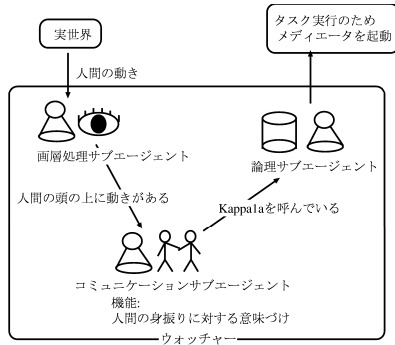 実世界
タスク実行のため
メディエータを起動
人間の動き
画層処理サブエージェント
論理サブエージェント
人間の頭の上に動きがある
Kappa1aを呼んでいる
コミュニケーションサブエージェント
機能:
人間の身振りに対する意味づけ
ウォッチャー